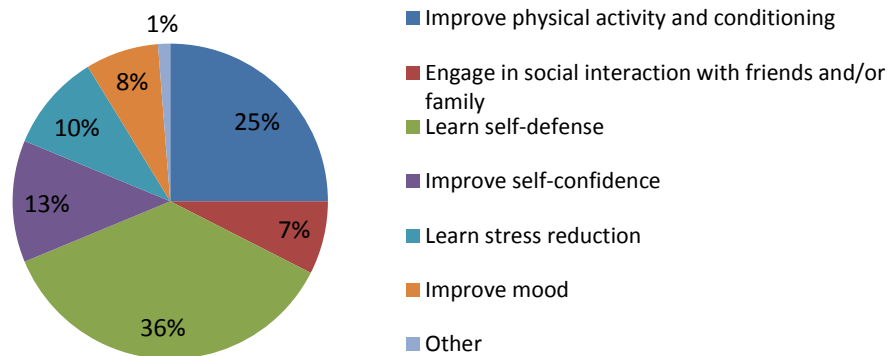 1%
8%
25%
10%
13%
7%
36%
Improve physical activity and conditioning
Engage in social interaction with friends and/or
family
Learn self-defense
Improve self-confidence
Learn stress reduction
Improve mood
Other